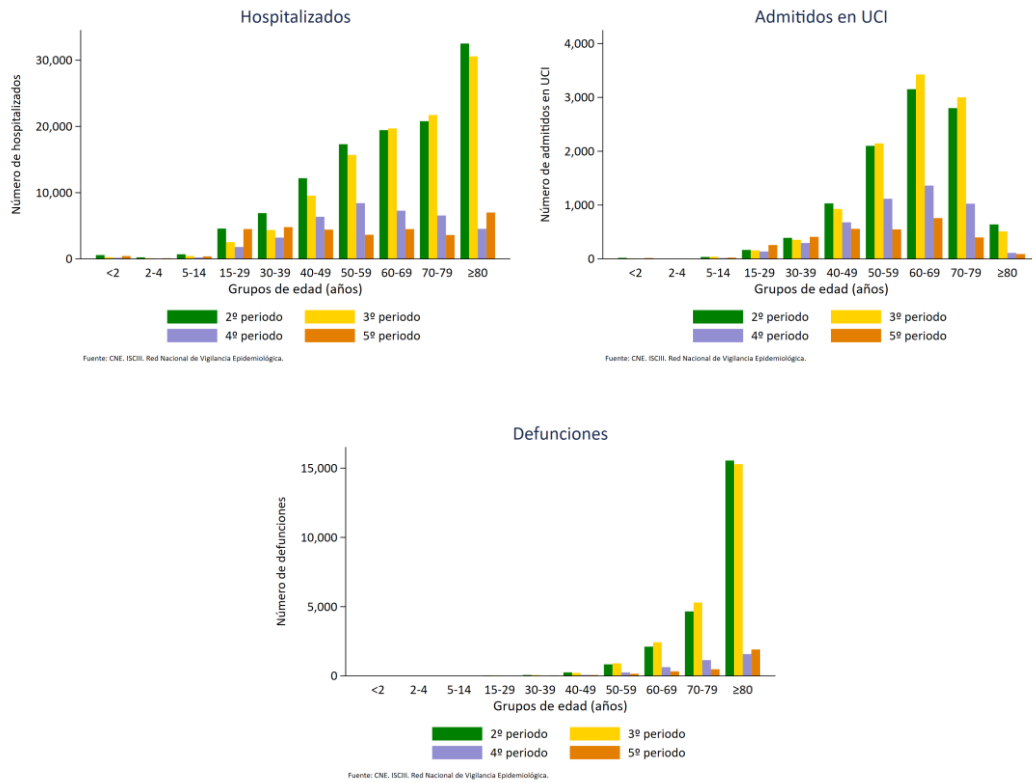 Hospitalizados
Número de hospitalizados
30,000
20,000
10,000
0
<2 2-4 5-14 15-29 30-39 40-49 50-59 60-69 70-79 ≥80
Grupos de edad (años)
2º periodo 3º periodo
4º periodo 5º periodo
Fuente: CNE. ISCIII. Red Nacional de Vigilancia Epidemiológica.
Admitidos en UCI
Número de admitidos en UCI
4,000
3,000
2,000
1,000
0
<2 2-4 5-14 15-29 30-39 40-49 50-59 60-69 70-79 ≥80
Grupos de edad (años)
2º periodo 3º periodo
4º periodo 5º periodo
Fuente: CNE. ISCIII. Red Nacional de Vigilancia Epidemiológica.
Defunciones
Número de defunciones
15,000
10,000
5,000
0
<2 2-4 5-14 15-29 30-39 40-49 50-59 60-69 70-79 ≥80
Grupos de edad (años)
2º periodo 3º periodo
4º periodo 5º periodo
Fuente: CNE. ISCIII. Red Nacional de Vigilancia Epidemiológica.